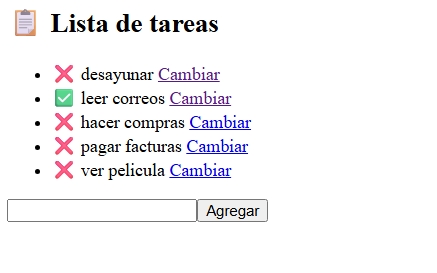 Lista de tareas
desayunar Cambiar
leer correos Cambiar
hacer compras Cambiar
pagar facturas Cambiar
ver pelicula Cambiar
Agregar